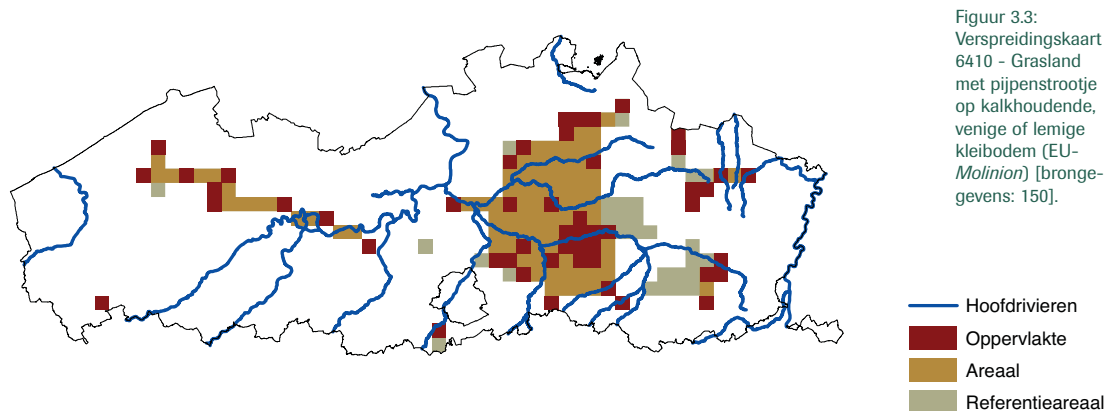 Figuur 3.3:
Verspreidingskaart
6410 - Grasland
met pijpenstrootje
op kalkhoudende,
venige of lemige
kleibodem (EU-
Molinion) [bronge-
gevens: 150].
Hoofdrivieren
Oppervlakte
Areaal
Referentieareaal